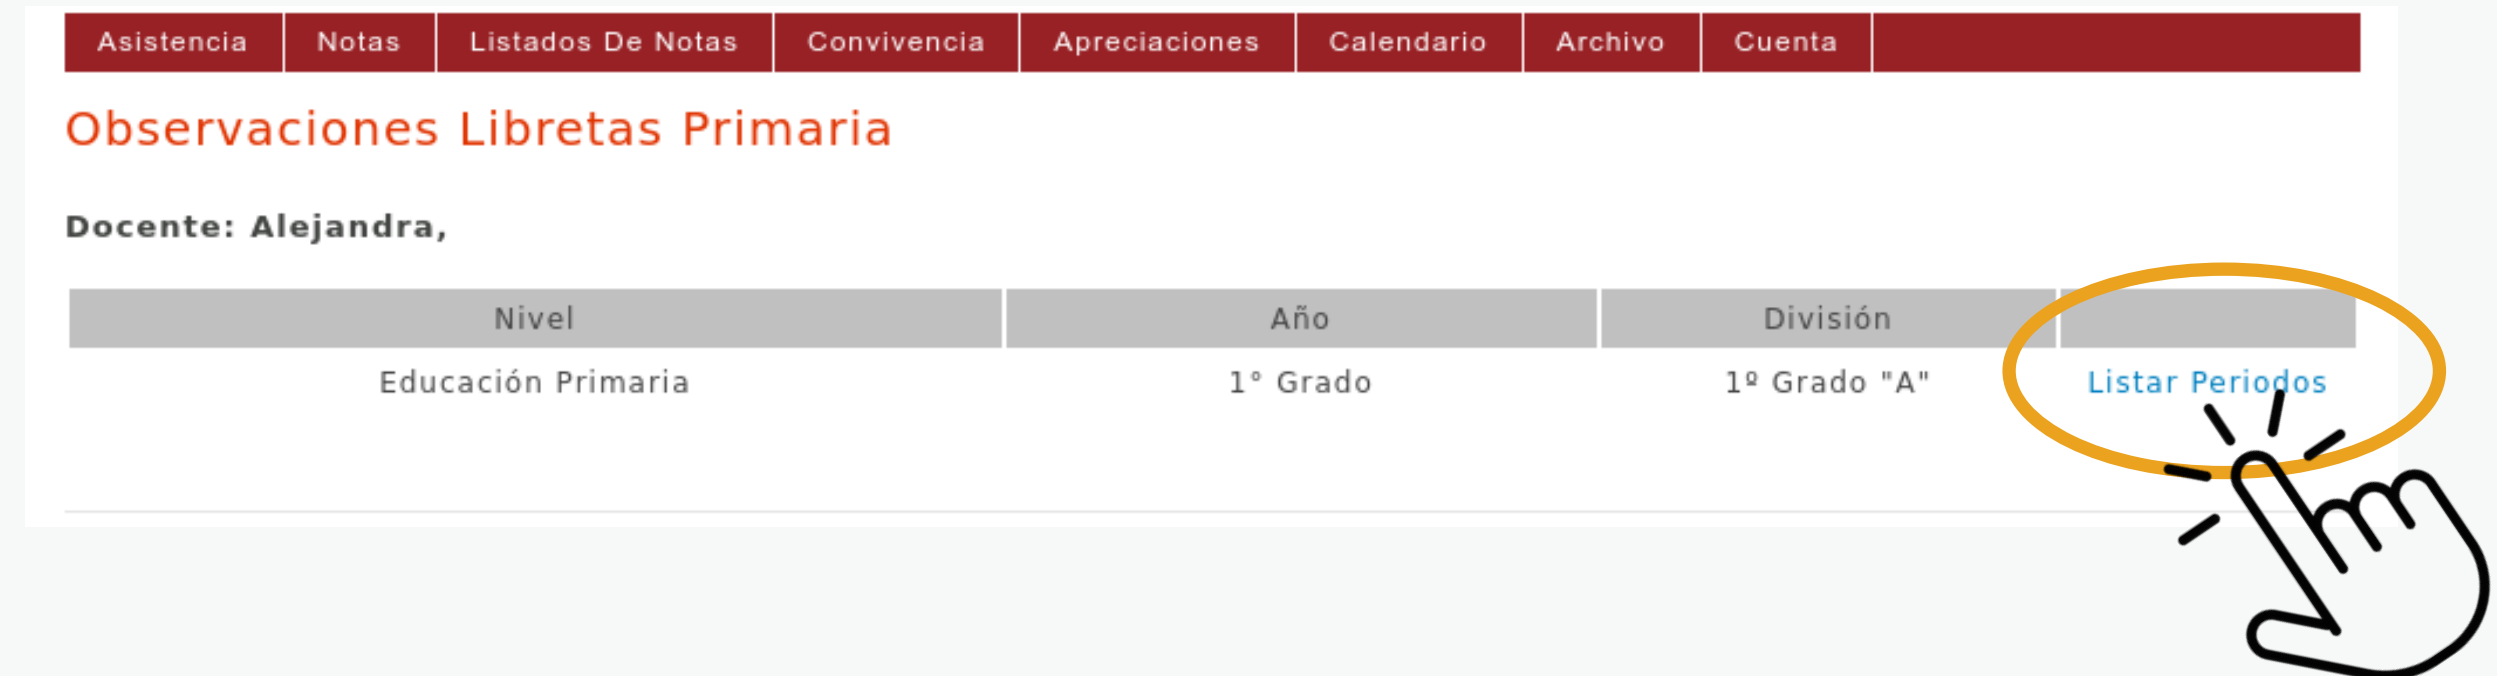 Asistencia Notas Listados De Notas Convivencia Apreciaciones Calendario Archivo Cuenta
Observaciones Libretas Primaria
Docente: Alejandra,
Nivel Año División
Educación Primaria 1° Grado 1º Grado "A" Listar Periodos